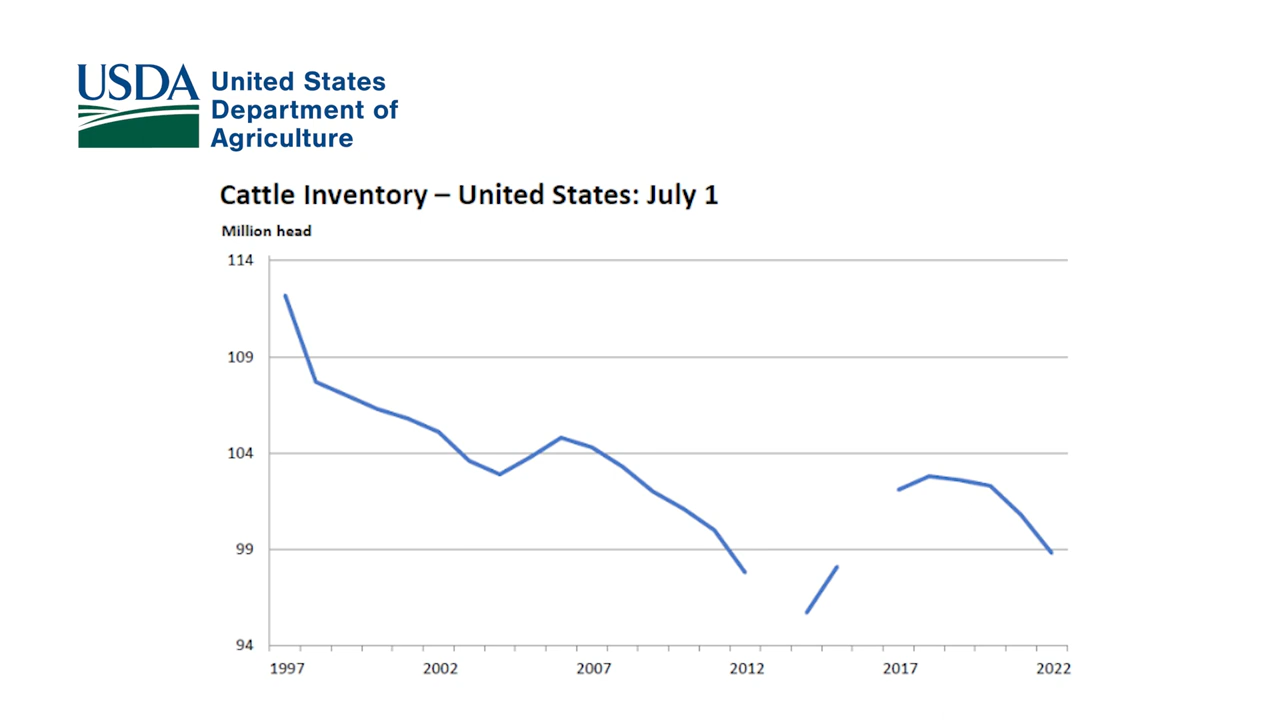 USDA
United States
Department of
Agriculture
Cattle Inventory – United States: July 1
Million head
114
109
104
99
94
1997 2002 2007 2012 2017 2022